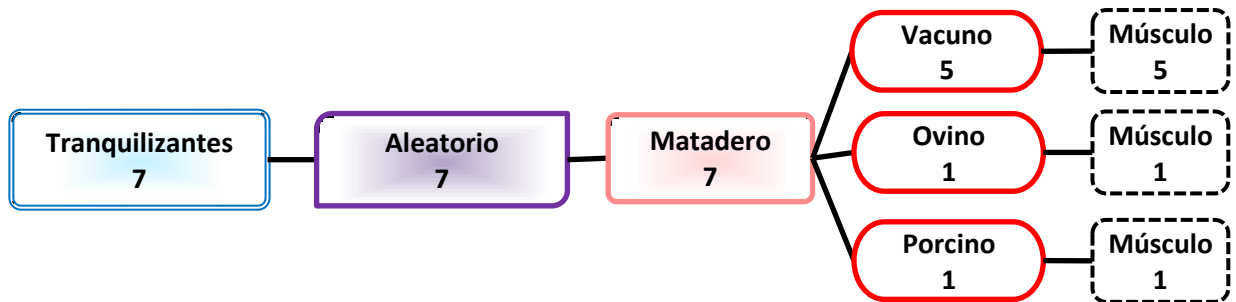 Tranquilizantes
7
Aleatorio
7
Matadero
7
Vacuno
5
Músculo
5
Ovino
1
Músculo
1
Porcino
1
Músculo
1